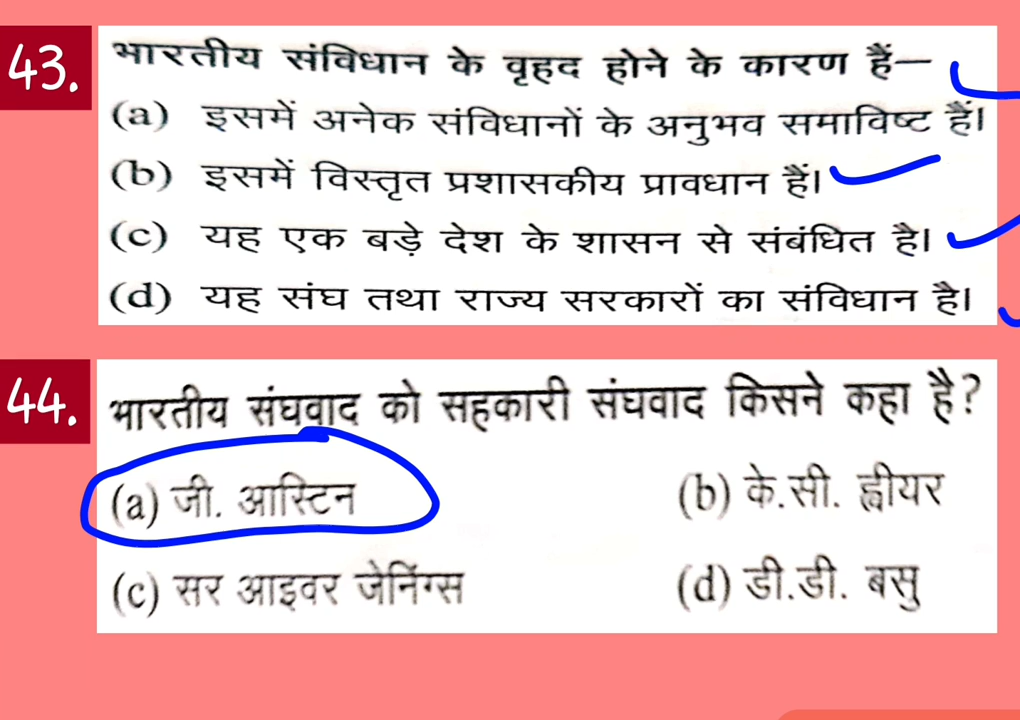 43.
भारतीय संविधान के वृहद होने के कारण हैं—
(a) इसमें अनेक संविधानों के अनुभव समाविष्ट हैं।
(b) इसमें विस्तृत प्रशासकीय प्रावधान हैं।
(c) यह एक बड़े देश के शासन से संबंधित है।
(d) यह संघ तथा राज्य सरकारों का संविधान है।
44.
भारतीय संघवाद को सहकारी संघवाद किसने कहा है?
(a) जी. आस्टिन (b) के.सी. ह्वीयर
(c) सर आइवर जेनिंग्स (d) डी.डी. बसु